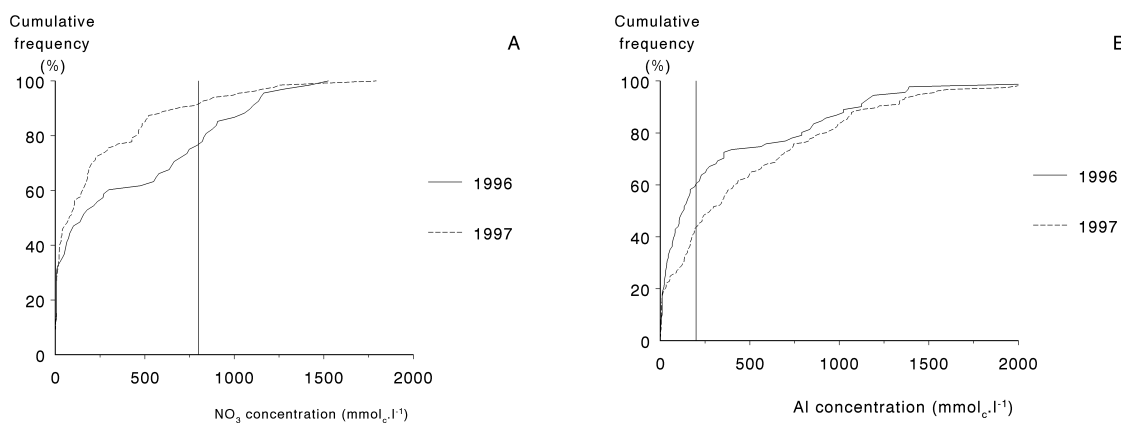 Cumulative
frequency
(%)
A
100
80
60
40
20
0
0 500 1000 1500 2000
NO3 concentration (mmolc.l-1)
1996
1997
Cumulative
frequency
(%)
B
100
80
60
40
20
0
0 500 1000 1500 2000
Al concentration (mmolc.l-1)
1996
1997